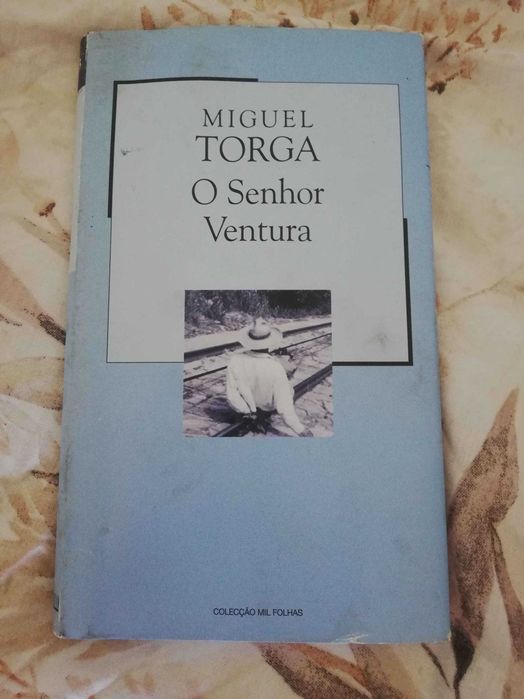 MIGUEL
TORGA
O Senhor
Ventura
COLECÇÃO MIL FOLHAS